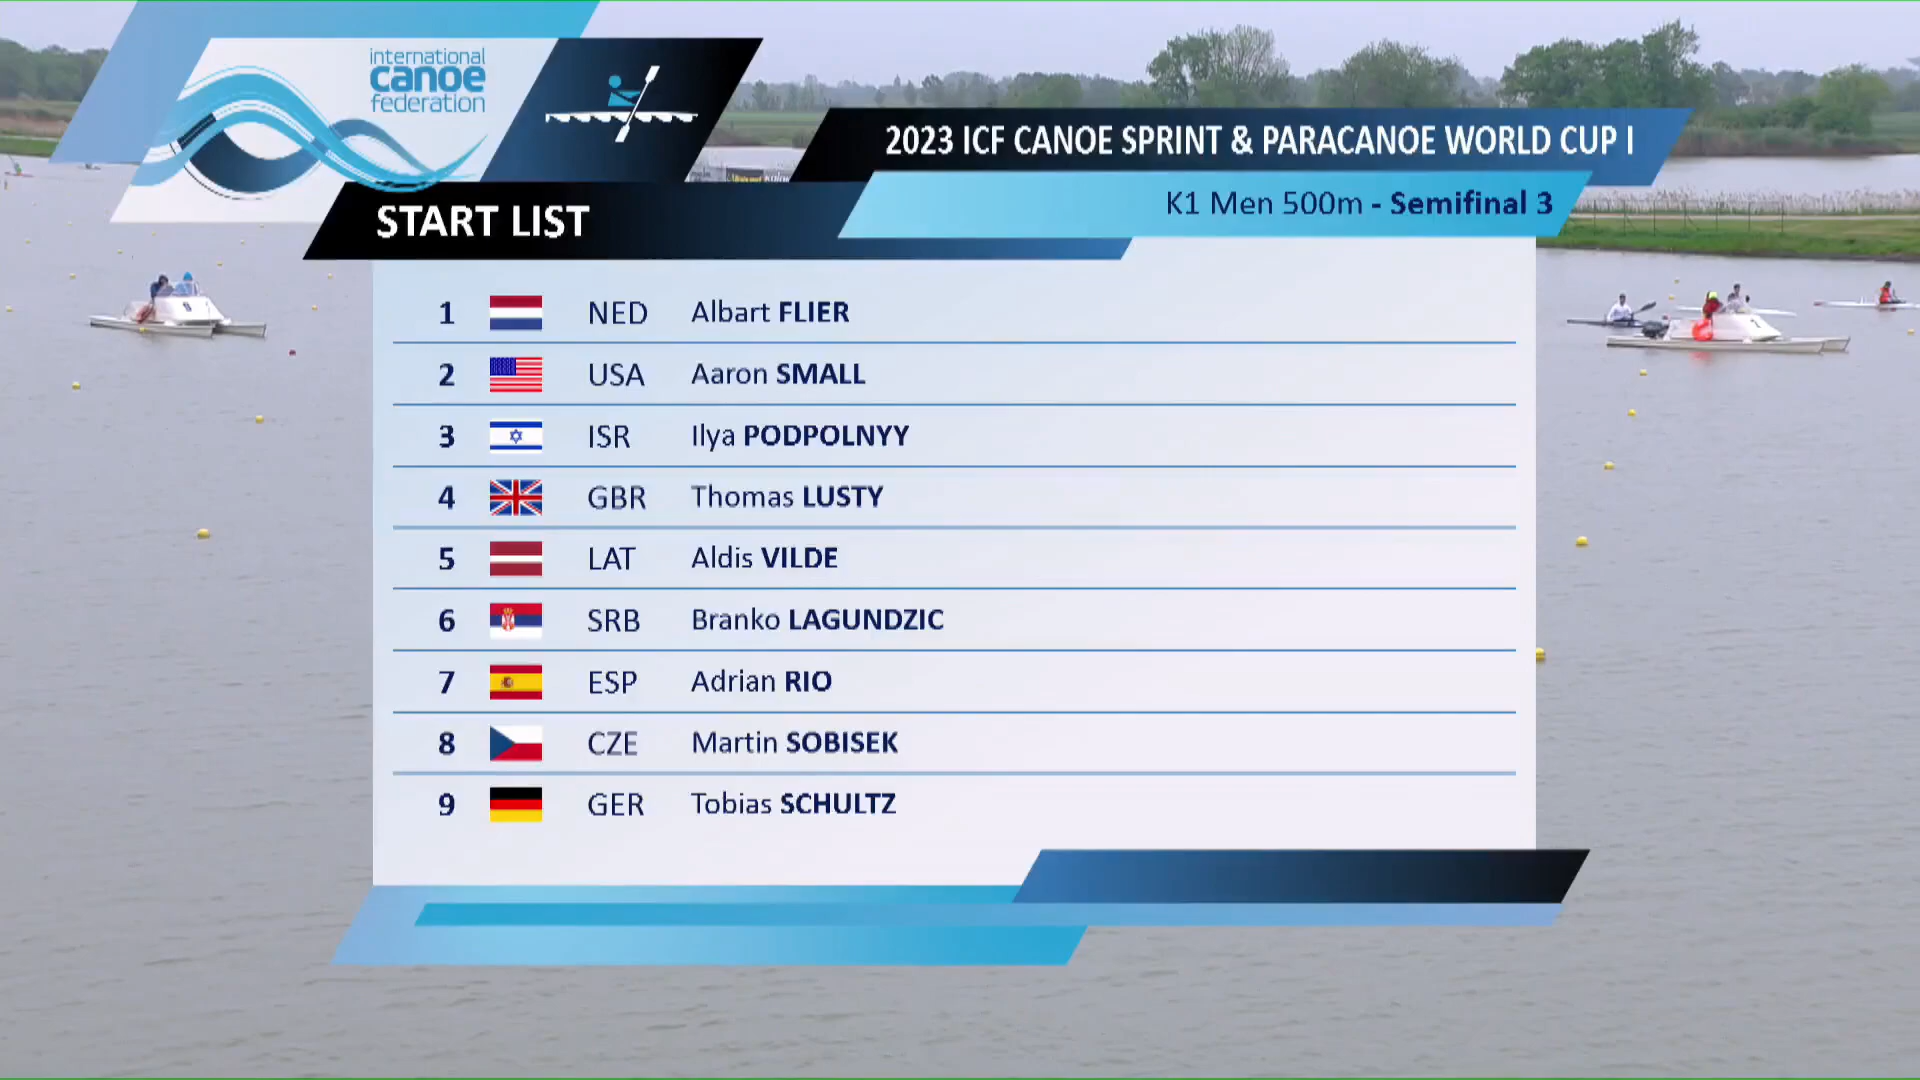 international
canoe
federation
2023 ICF CANOE SPRINT & PARACANOE WORLD CUP I
K1 Men 500m - Semifinal 3
START LIST
1 NED Albart FLIER
2 USA Aaron SMALL
3 ISR Ilya PODPOLNYY
4 GBR Thomas LUSTY
5 LAT Aldis VILDE
6 SRB Branko LAGUNDZIC
7 ESP Adrian RIO
8 CZE Martin SOBISEK
9 GER Tobias SCHULTZ